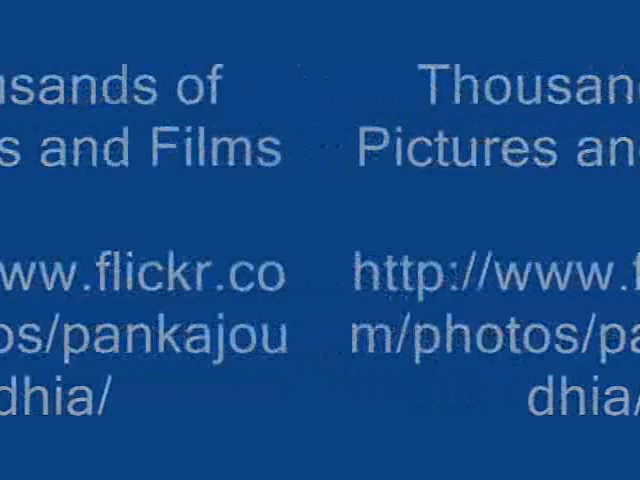 usands of
s and Films
ww.flickr.co
os/pankajou
dhia/
Thousan
Pictures an
http://www.f
m/photos/pa
dhia/